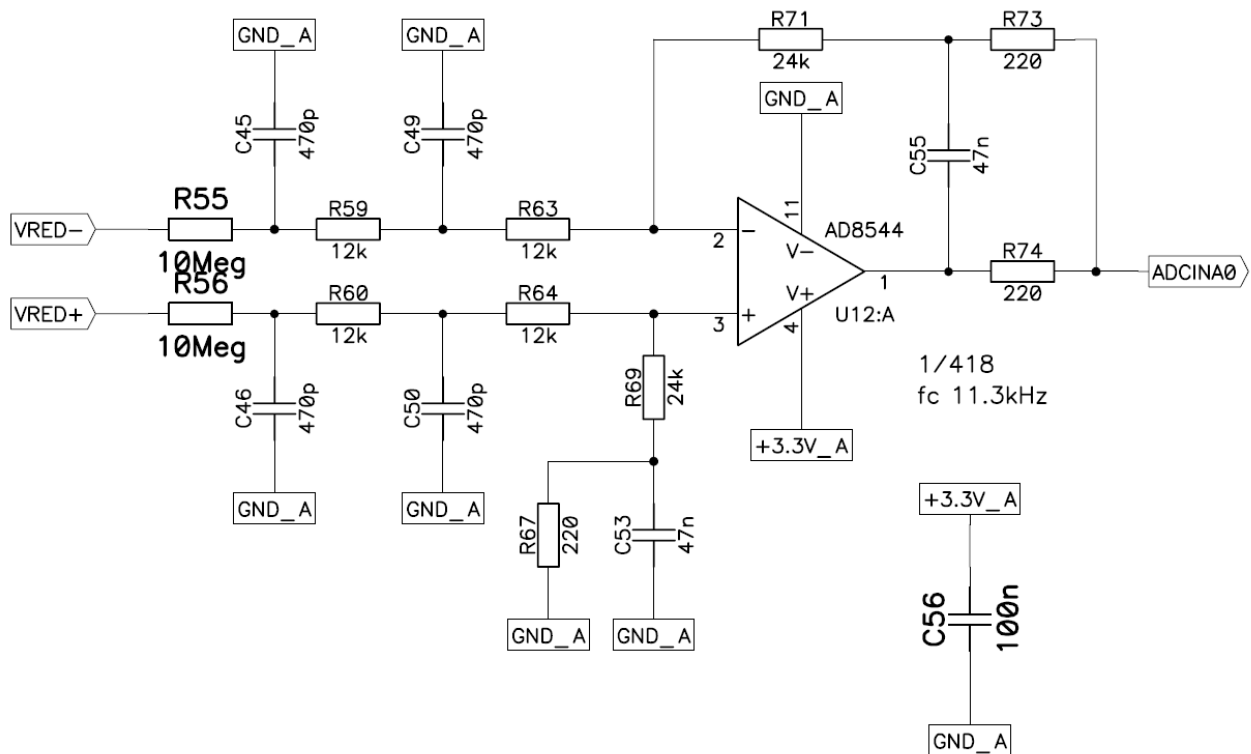 GND_A
GND_A
R71
24k
R73
220
C45
470p
C49
470p
GND_A
C55
47n
R55
10Meg
R59
12k
R63
12k
VRED-
2
-
11
V-
AD8544
R74
220
ADCINA0
R56
10Meg
R60
12k
R64
12k
VRED+
3
+
V+
4
1
U12:A
C46
470p
C50
470p
R69
24k
1/418
fc 11.3kHz
+3.3V_A
GND_A
GND_A
R67
220
C53
47n
+3.3V_A
C56
100n
GND_A
GND_A
GND_A